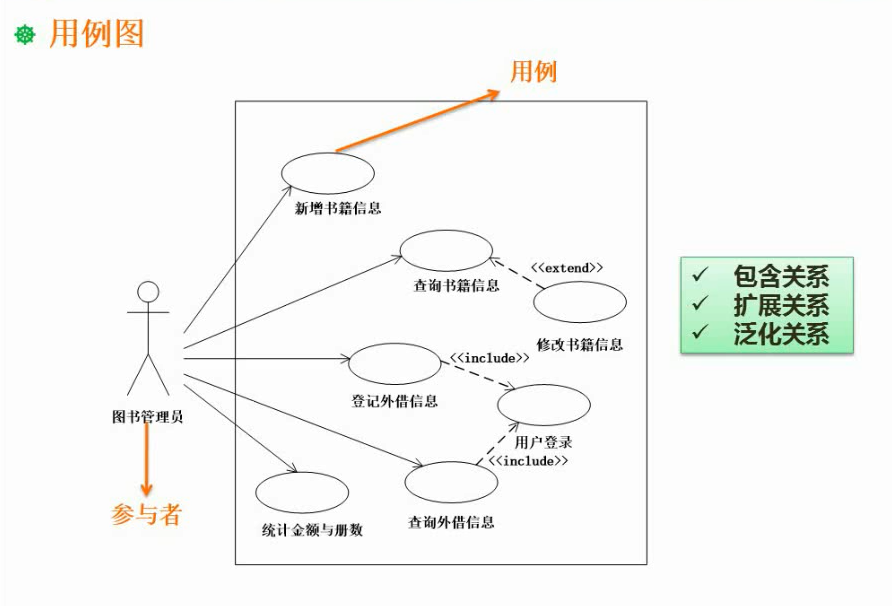 用例图
用例
新增书籍信息
<<extend>>
查询书籍信息
修改书籍信息
包含关系
扩展关系
泛化关系
<<include>>
登记外借信息
图书管理员
用户登录
<<include>>
参与者
统计金额与册数
查询外借信息